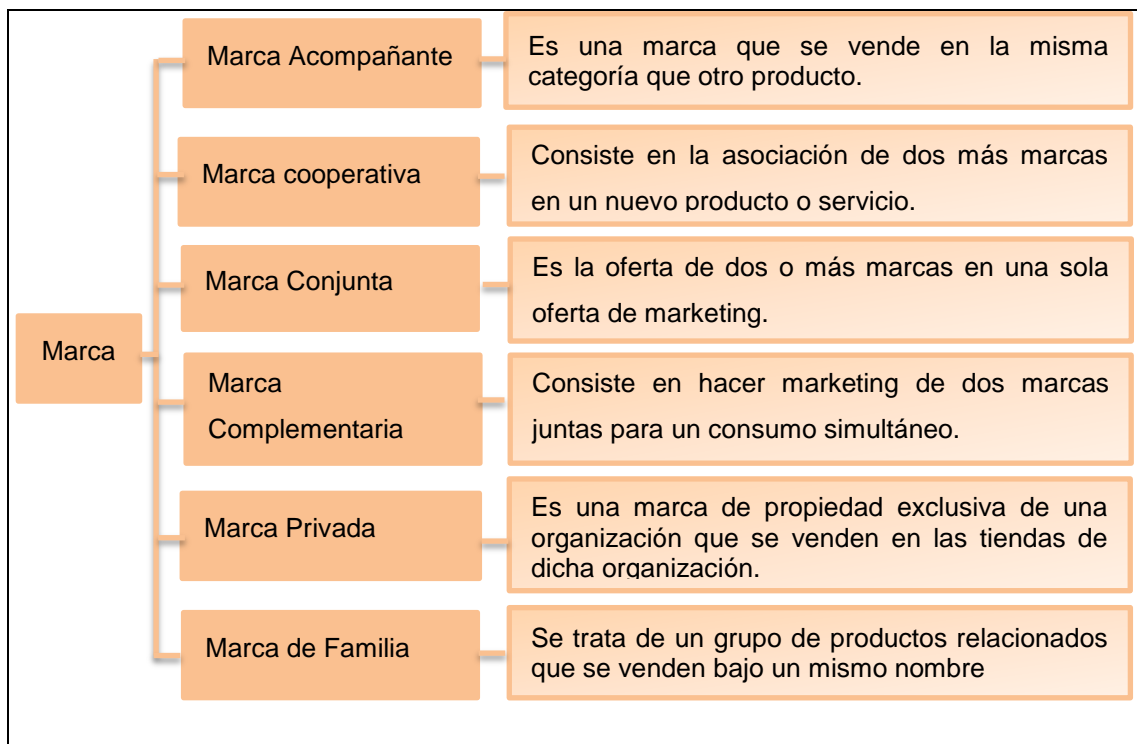 Marca
Marca Acompañante
Es una marca que se vende en la misma
categoría que otro producto.
Marca cooperativa
Consiste en la asociación de dos más marcas
en un nuevo producto o servicio.
Marca Conjunta
Es la oferta de dos o más marcas en una sola
oferta de marketing.
Marca
Complementaria
Consiste en hacer marketing de dos marcas
juntas para un consumo simultáneo.
Marca Privada
Es una marca de propiedad exclusiva de una
organización que se venden en las tiendas de
dicha organización.
Marca de Familia
Se trata de un grupo de productos relacionados
que se venden bajo un mismo nombre